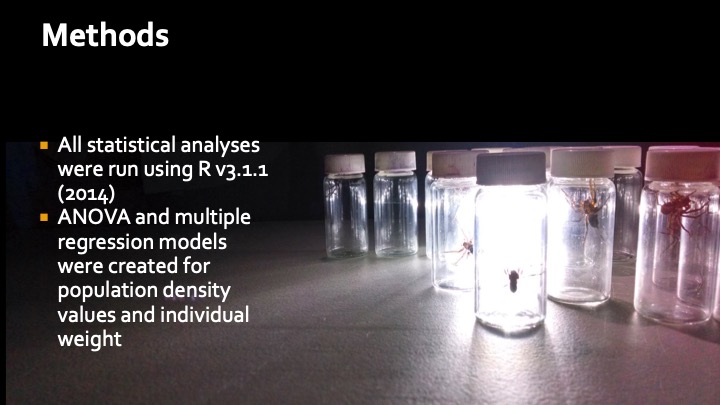 Methods
All statistical analyses
were run using R v3.1.1
(2014)
ANOVA and multiple
regression models
were created for
population density
values and individual
weight